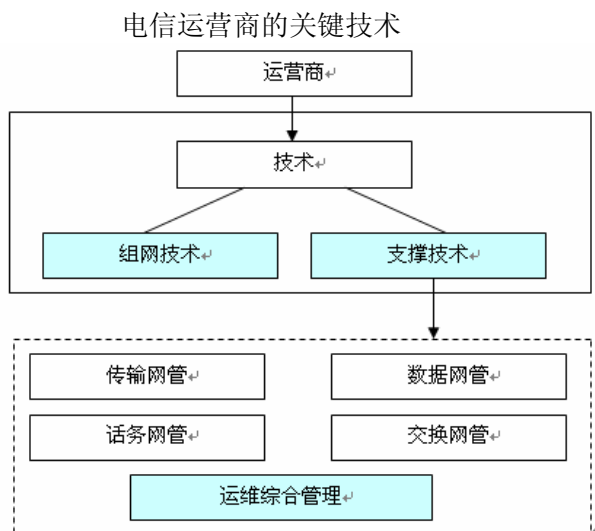 电信运营商的关键技术
运营商
技术
组网技术
支撑技术
传输网管
数据网管
话务网管
交换网管
运维综合管理